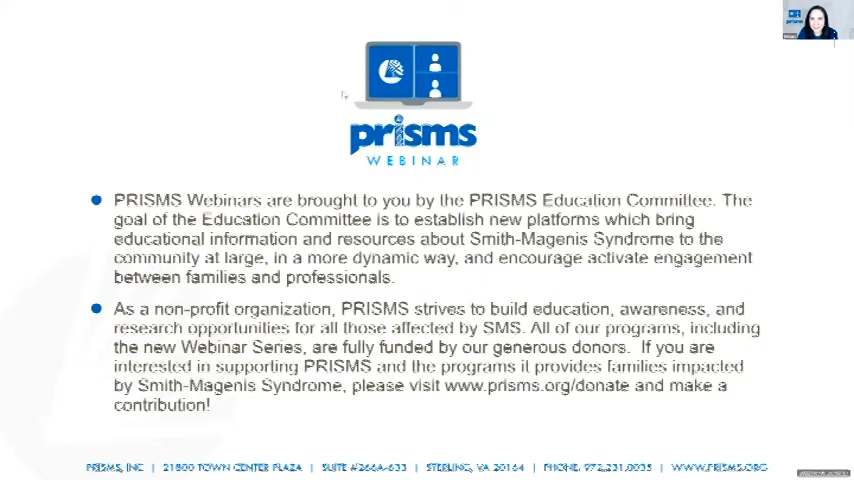 prisms
WEBINAR
PRISMS Webinars are brought to you by the PRISMS Education Committee. The
goal of the Education Committee is to establish new platforms which bring
educational information and resources about Smith-Magenis Syndrome to the
community at large, in a more dynamic way, and encourage activate engagement
between families and professionals.
As a non-profit organization, PRISMS strives to build education, awareness, and
research opportunities for all those affected by SMS. All of our programs, including
the new Webinar Series, are fully funded by our generous donors. If you are
interested in supporting PRISMS and the programs it provides families impacted
by Smith-Magenis Syndrome, please visit www.prisms.org/donate and make a
contribution!
PRISMS, INC | 21800 TOWN CENTER PLAZA | SUITE #266A-633 | STERLING, VA 20164 | PHONE: 972.231.0035 | WWW.PRISMS.ORG